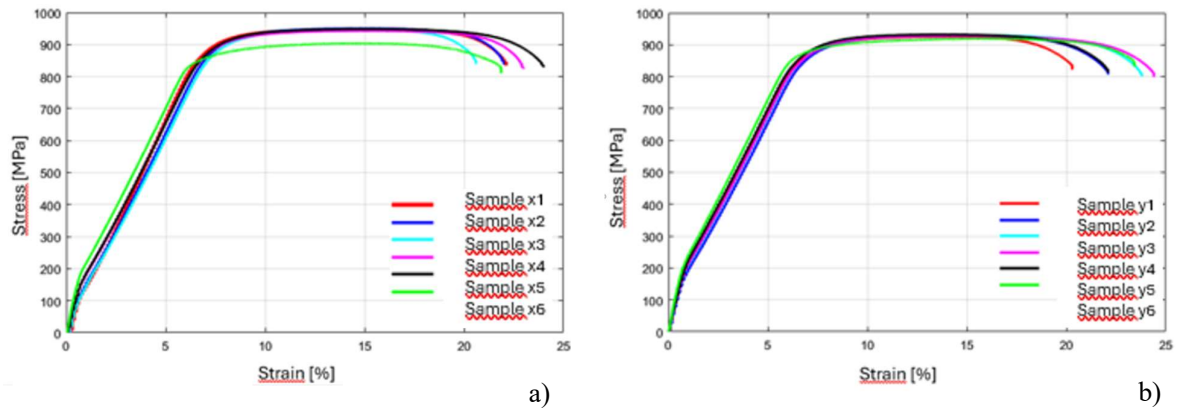 1000
900
800
700
600
500
400
300
200
100
0
Stress [MPa]
0 5 10 15 20 25
Strain [%]
Sample x1
Sample x2
Sample x3
Sample x4
Sample x5
Sample x6
a)
1000
900
800
700
600
500
400
300
200
100
0
Stress [MPa]
0 5 10 15 20 25
Strain [%]
Sample y1
Sample y2
Sample y3
Sample y4
Sample y5
Sample y6
b)